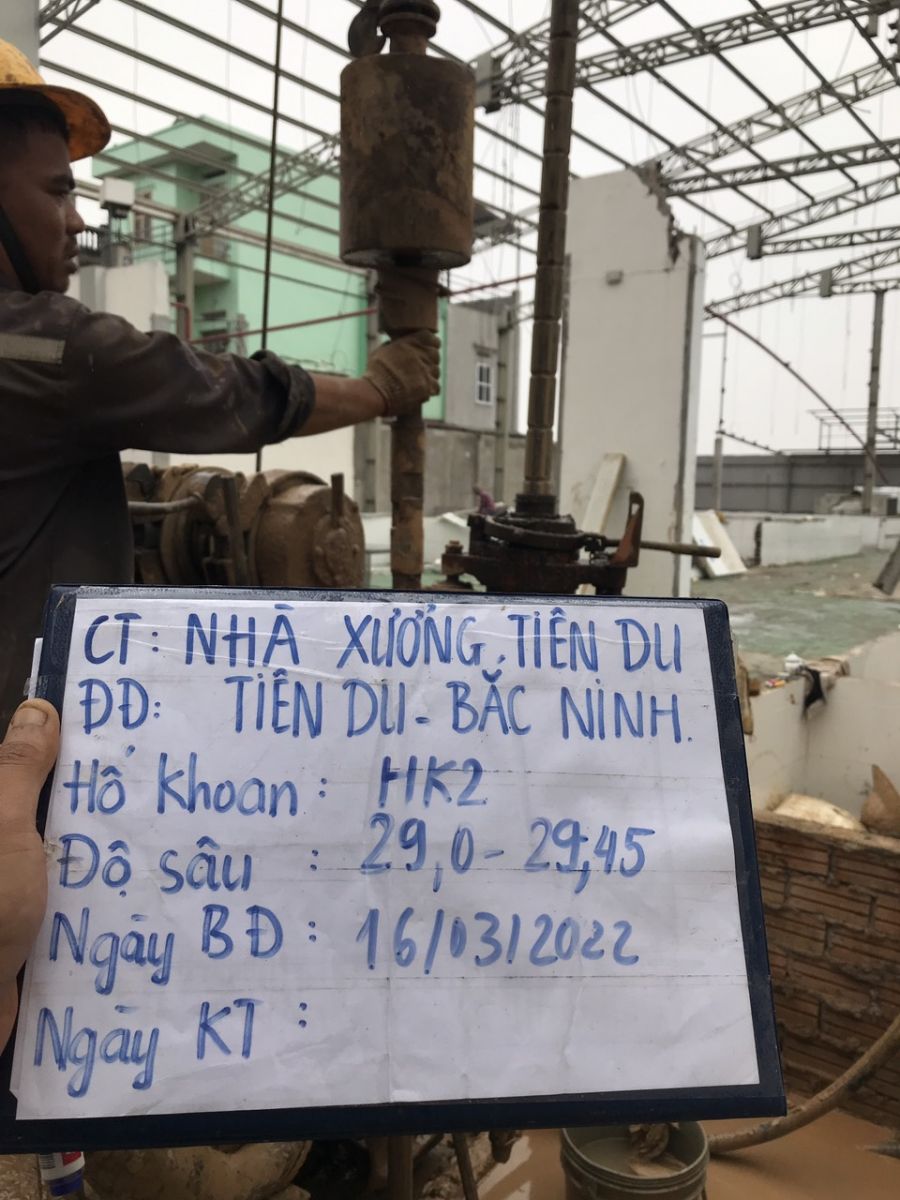 CT: NHÀ XƯỞNG TIÊN DU
ĐĐ: TIÊN DU - BẮC NINH.
Hố khoan : HK2
Độ sâu : 29,0 - 29,45
Ngày BĐ : 16/03/2022
Ngày KT :